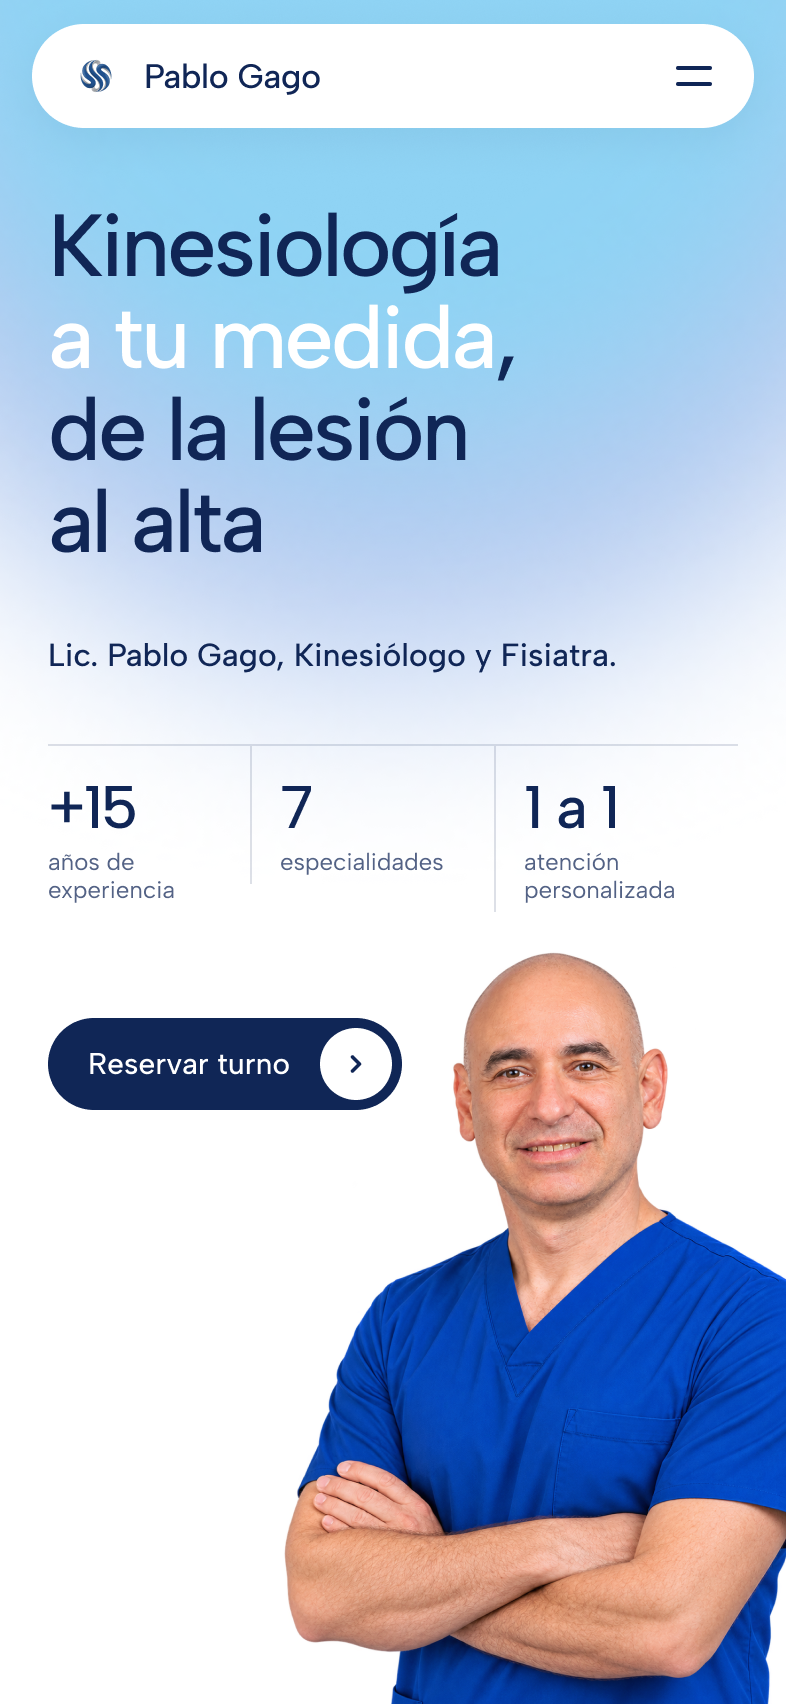 Pablo Gago
Kinesiología
a tu medida,
de la lesión
al alta
Lic. Pablo Gago, Kinesiólogo y Fisiatra.
+15
años de
experiencia
7
especialidades
1 a 1
atención
personalizada
Reservar turno